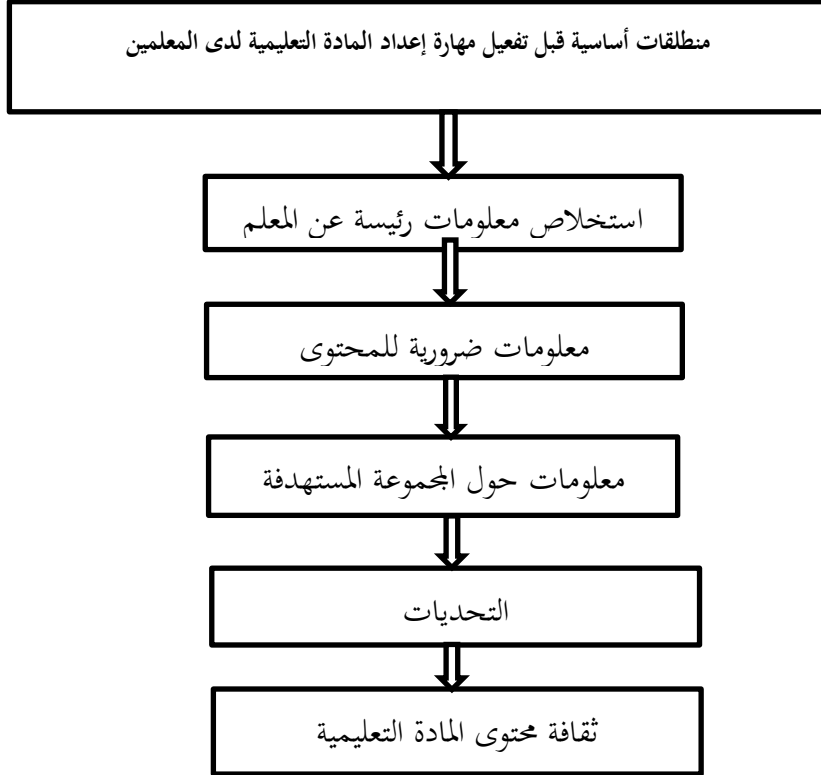 منطلقات أساسية قبل تفعيل مهارة إعداد المادة التعليمية لدى المعلمين
استخلاص معلومات رئيسة عن المعلم
معلومات ضرورية للمحتوى
معلومات حول المجموعة المستهدفة
التحديات
ثقافة محتوى المادة التعليمية